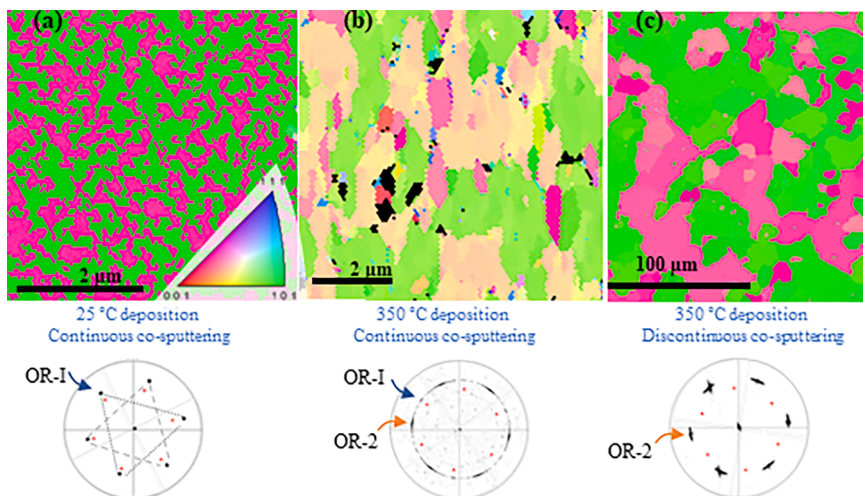 (a)
(b)
(c)
111
001
101
2 µm
2 µm
100 µm
25 °C deposition
Continuous co-sputtering
350 °C deposition
Continuous co-sputtering
350 °C deposition
Discontinuous co-sputtering
OR-I
OR-I
OR-2
OR-2